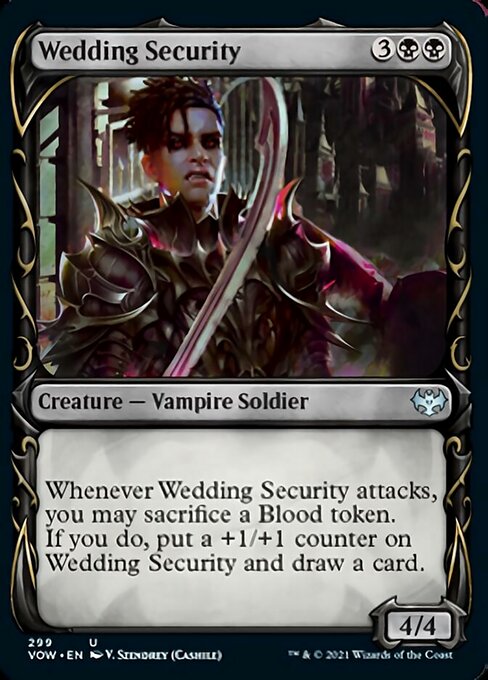 Wedding Security 3
Creature — Vampire Soldier
Whenever Wedding Security attacks,
you may sacrifice a Blood token.
If you do, put a +1/+1 counter on
Wedding Security and draw a card.
4/4
299 U
VOW • EN V. Szendrey (Cashile) ™ & © 2021 Wizards of the Coast